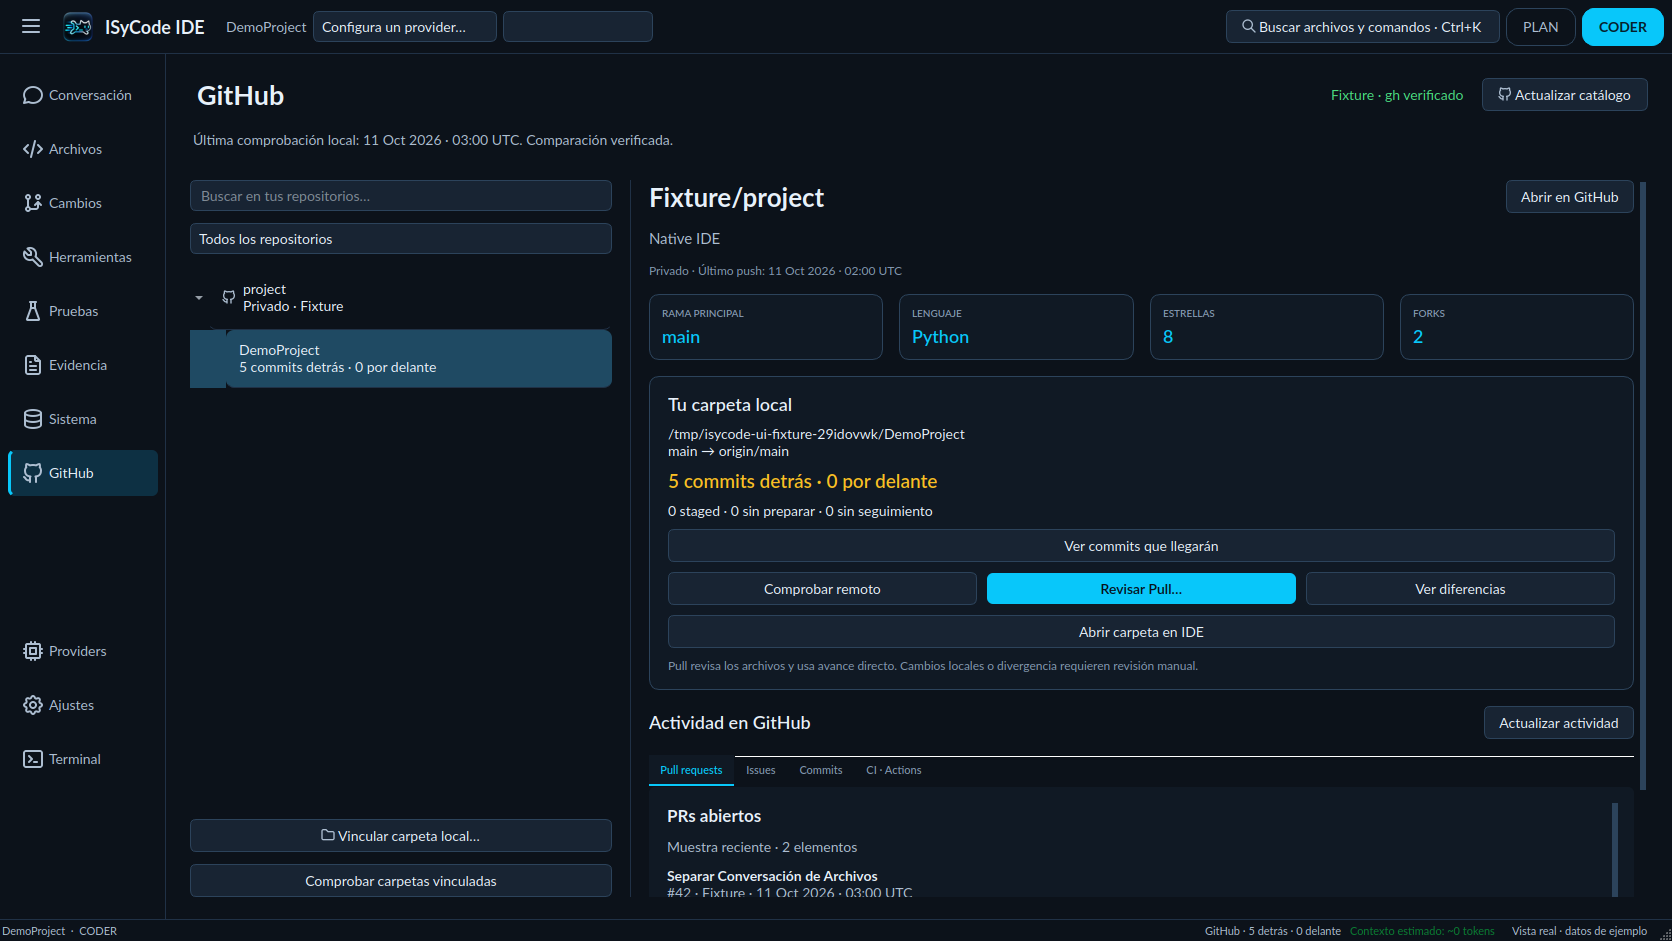 ISyCode IDE
DemoProject
Configura un provider...
Buscar archivos y comandos · Ctrl+K
PLAN
CODER
Conversación
Archivos
Cambios
Herramientas
Pruebas
Evidencia
Sistema
GitHub
Providers
Ajustes
Terminal
GitHub
Fixture · gh verificado
Actualizar catálogo
Última comprobación local: 11 Oct 2026 · 03:00 UTC. Comparación verificada.
Buscar en tus repositorios...
Todos los repositorios
project
Privado · Fixture
DemoProject
5 commits detrás · 0 por delante
Vincular carpeta local...
Comprobar carpetas vinculadas
Fixture/project
Abrir en GitHub
Native IDE
Privado · Último push: 11 Oct 2026 · 02:00 UTC
RAMA PRINCIPAL
main
LENGUAJE
Python
ESTRELLAS
8
FORKS
2
Tu carpeta local
/tmp/isycode-ui-fixture-29idovwk/DemoProject
main → origin/main
5 commits detrás · 0 por delante
0 staged · 0 sin preparar · 0 sin seguimiento
Ver commits que llegarán
Comprobar remoto
Revisar Pull...
Ver diferencias
Abrir carpeta en IDE
Pull revisa los archivos y usa avance directo. Cambios locales o divergencia requieren revisión manual.
Actividad en GitHub
Actualizar actividad
Pull requests
Issues
Commits
CI · Actions
PRs abiertos
Muestra reciente · 2 elementos
Separar Conversación de Archivos
#42 · Fixture · 11 Oct 2026 · 03:00 UTC
DemoProject · CODER
GitHub · 5 detrás · 0 delante
Contexto estimado: ~0 tokens
Vista real · datos de ejemplo